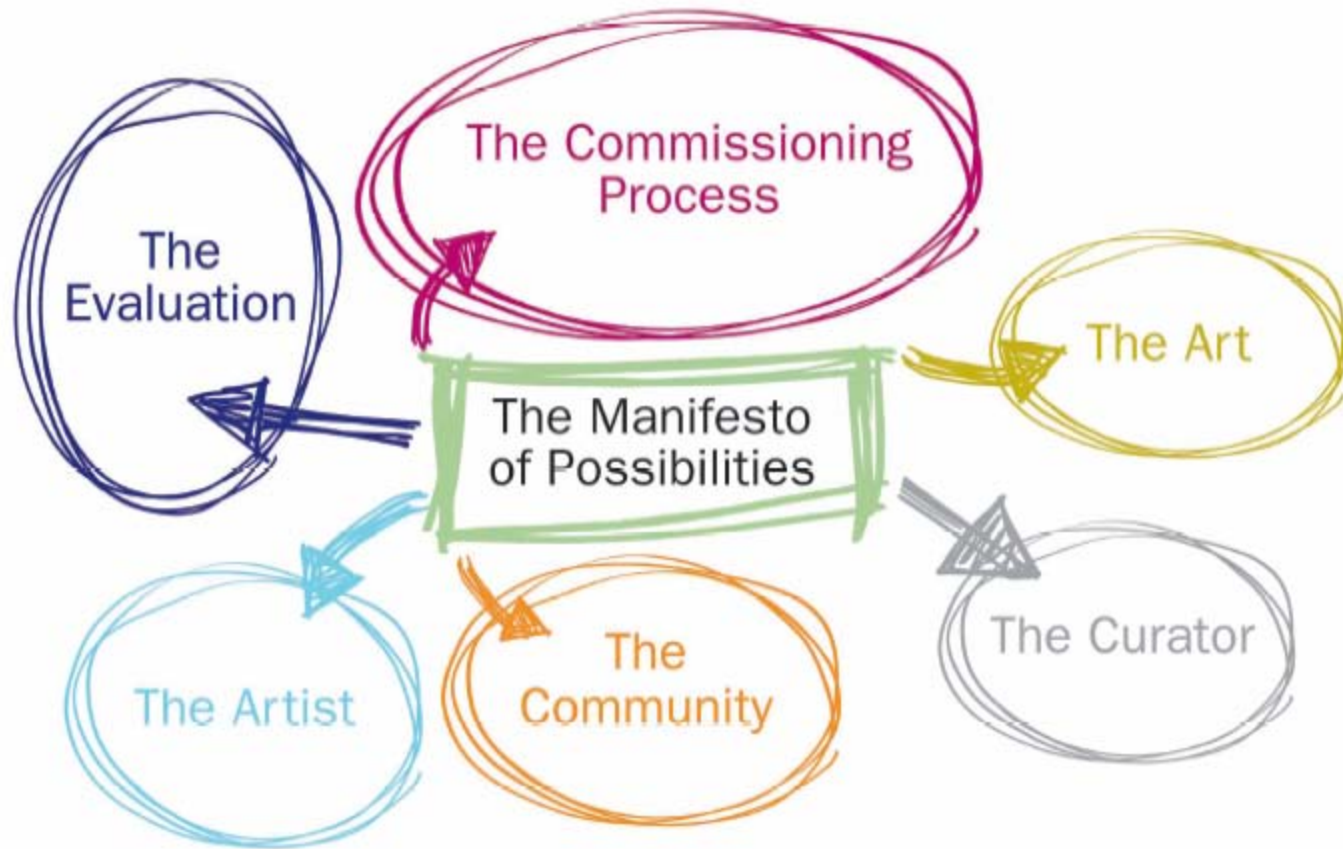 The Commissioning
Process
The
Evaluation
The Art
The Manifesto
of Possibilities
The Curator
The Artist
The
Community